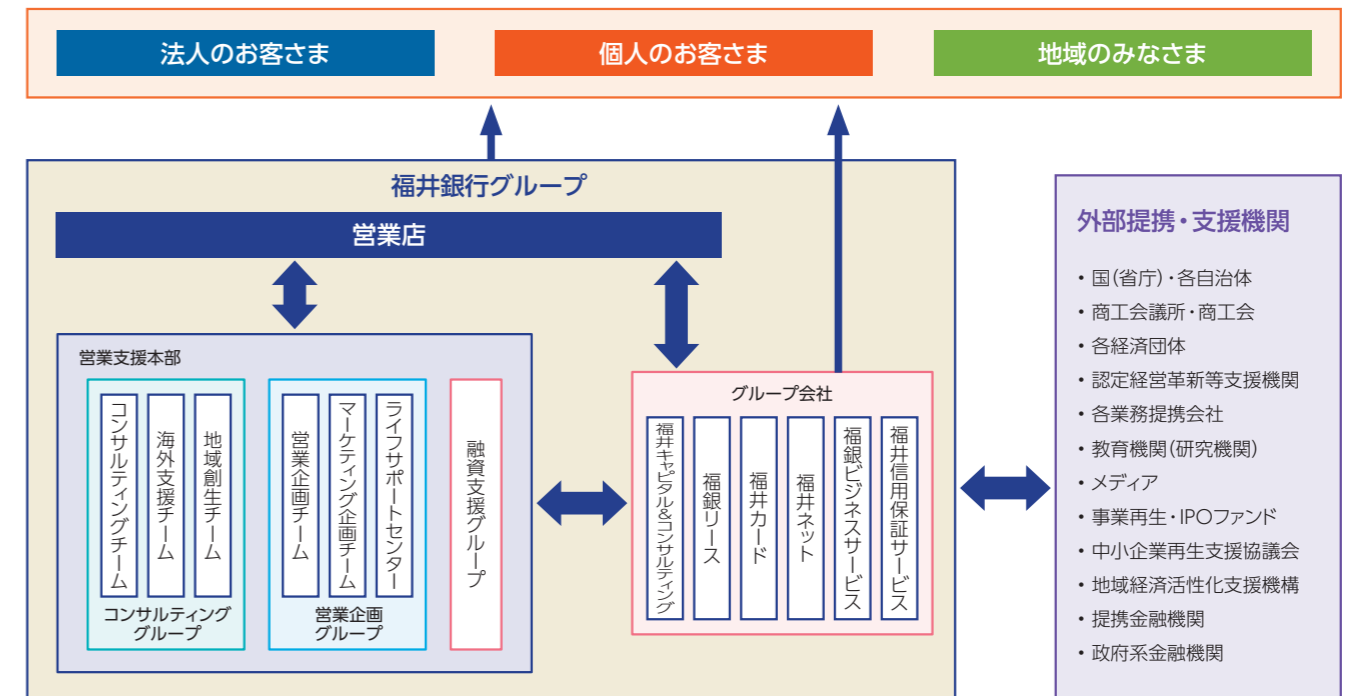 法人のお客さま
個人のお客さま
地域のみなさま
福井銀行グループ
営業店
営業支援本部
コンサルティングチーム
海外支援チーム
地域創生チーム
コンサルティング
グループ
営業企画チーム
マーケティング企画チーム
ライフサポートセンター
営業企画
グループ
融資支援グループ
グループ会社
福井キャピタル&コンサルティング
福銀リース
福井カード
福井ネット
福銀ビジネスサービス
福井信用保証サービス
外部提携・支援機関
・国(省庁)・各自治体
・商工会議所・商工会
・各経済団体
・認定経営革新等支援機関
・各業務提携会社
・教育機関(研究機関)
・メディア
・事業再生・IPOファンド
・中小企業再生支援協議会
・地域経済活性化支援機構
・提携金融機関
・政府系金融機関